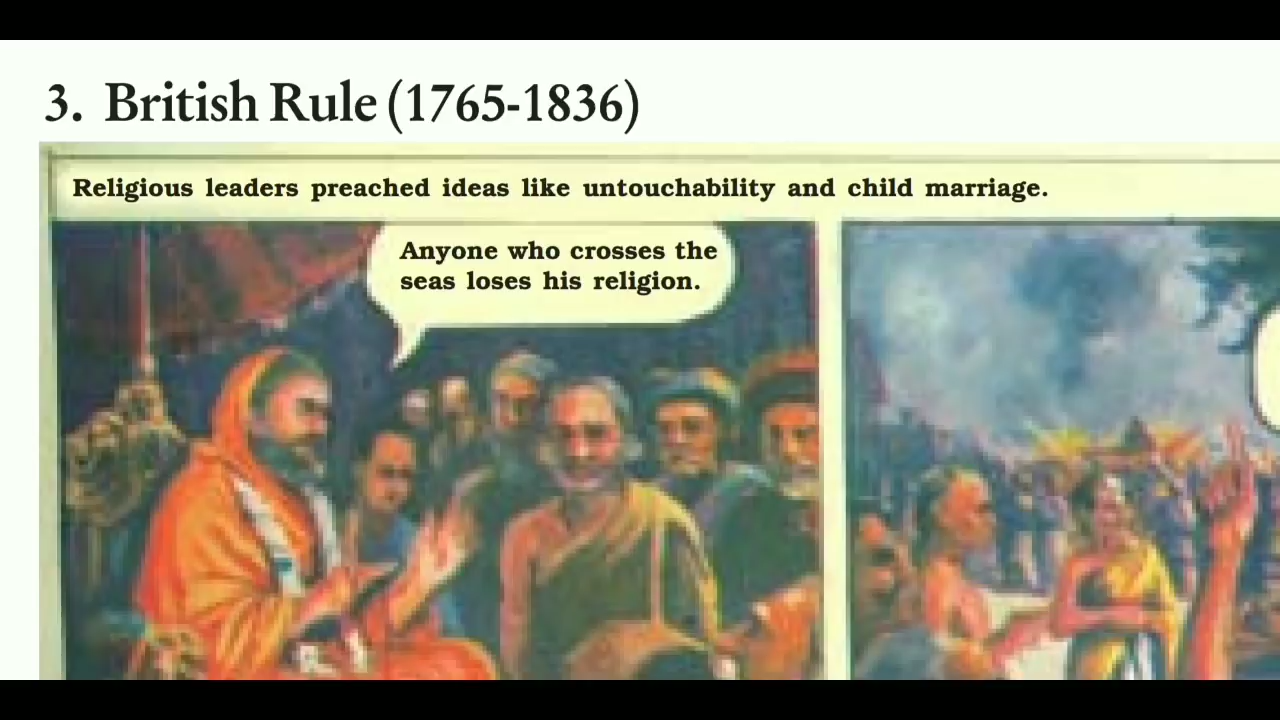 3. British Rule (1765-1836)
Religious leaders preached ideas like untouchability and child marriage.
Anyone who crosses the
seas loses his religion.